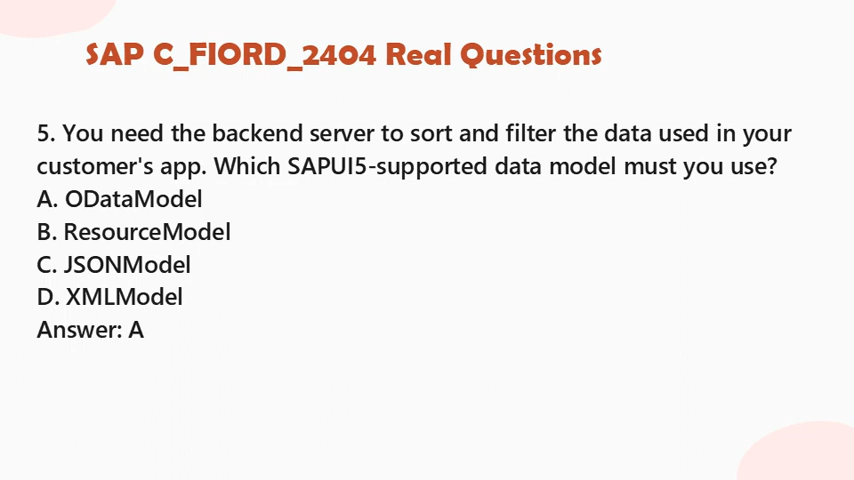 SAP C_FIORD_2404 Real Questions
5. You need the backend server to sort and filter the data used in your
customer's app. Which SAPUI5-supported data model must you use?
A. ODataModel
B. ResourceModel
C. JSONModel
D. XMLModel
Answer: A